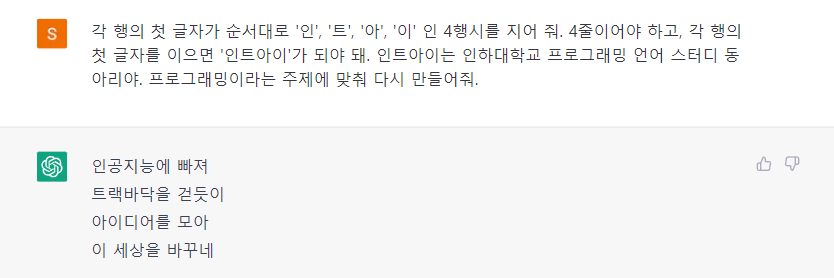 S
각 행의 첫 글자가 순서대로 '인', '트', '아', '이' 인 4행시를 지어 줘. 4줄이어야 하고, 각 행의
첫 글자를 이으면 '인트아이'가 되야 돼. 인트아이는 인하대학교 프로그래밍 언어 스터디 동
아리야. 프로그래밍이라는 주제에 맞춰 다시 만들어줘.
인공지능에 빠져
트랙바닥을 걷듯이
아이디어를 모아
이 세상을 바꾸네